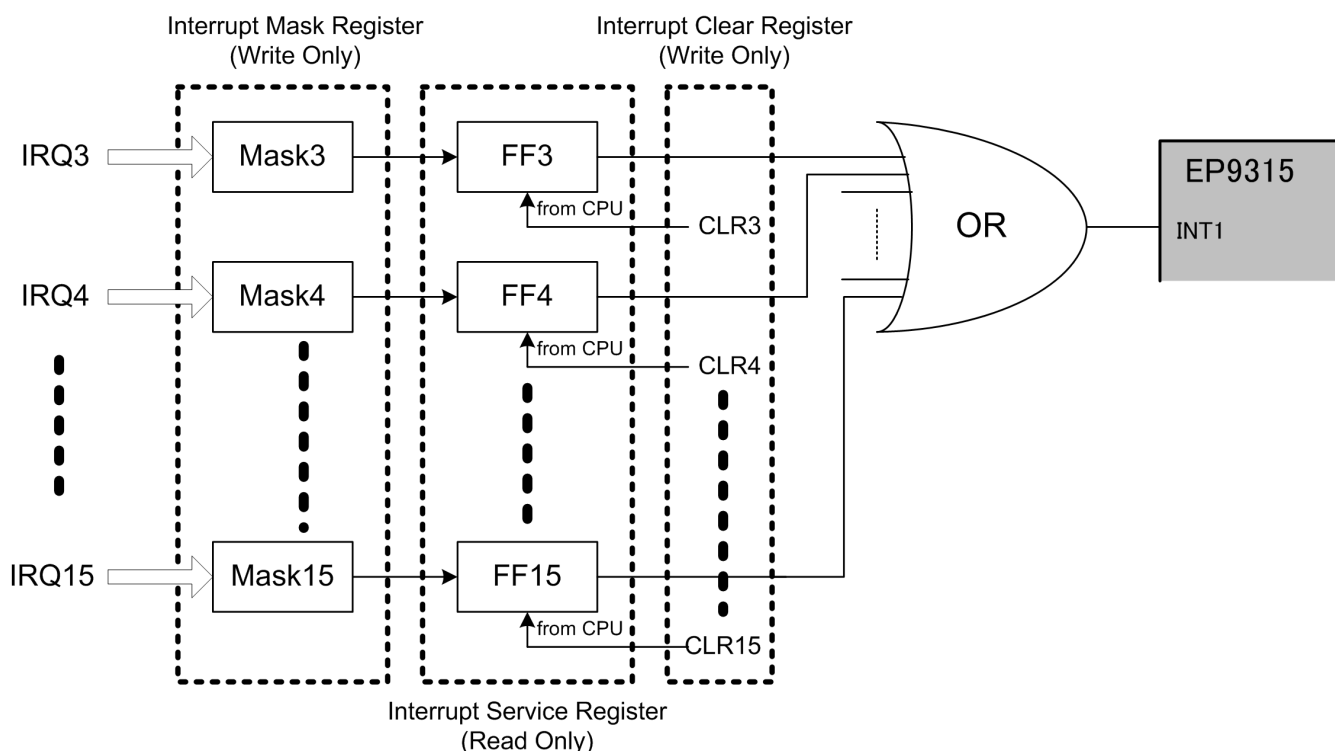 Interrupt Mask Register
(Write Only)
Interrupt Clear Register
(Write Only)
IRQ3
Mask3
FF3
from CPU
CLR3
IRQ4
Mask4
FF4
from CPU
CLR4
IRQ15
Mask15
FF15
from CPU
CLR15
OR
EP9315
INT1
Interrupt Service Register
(Read Only)